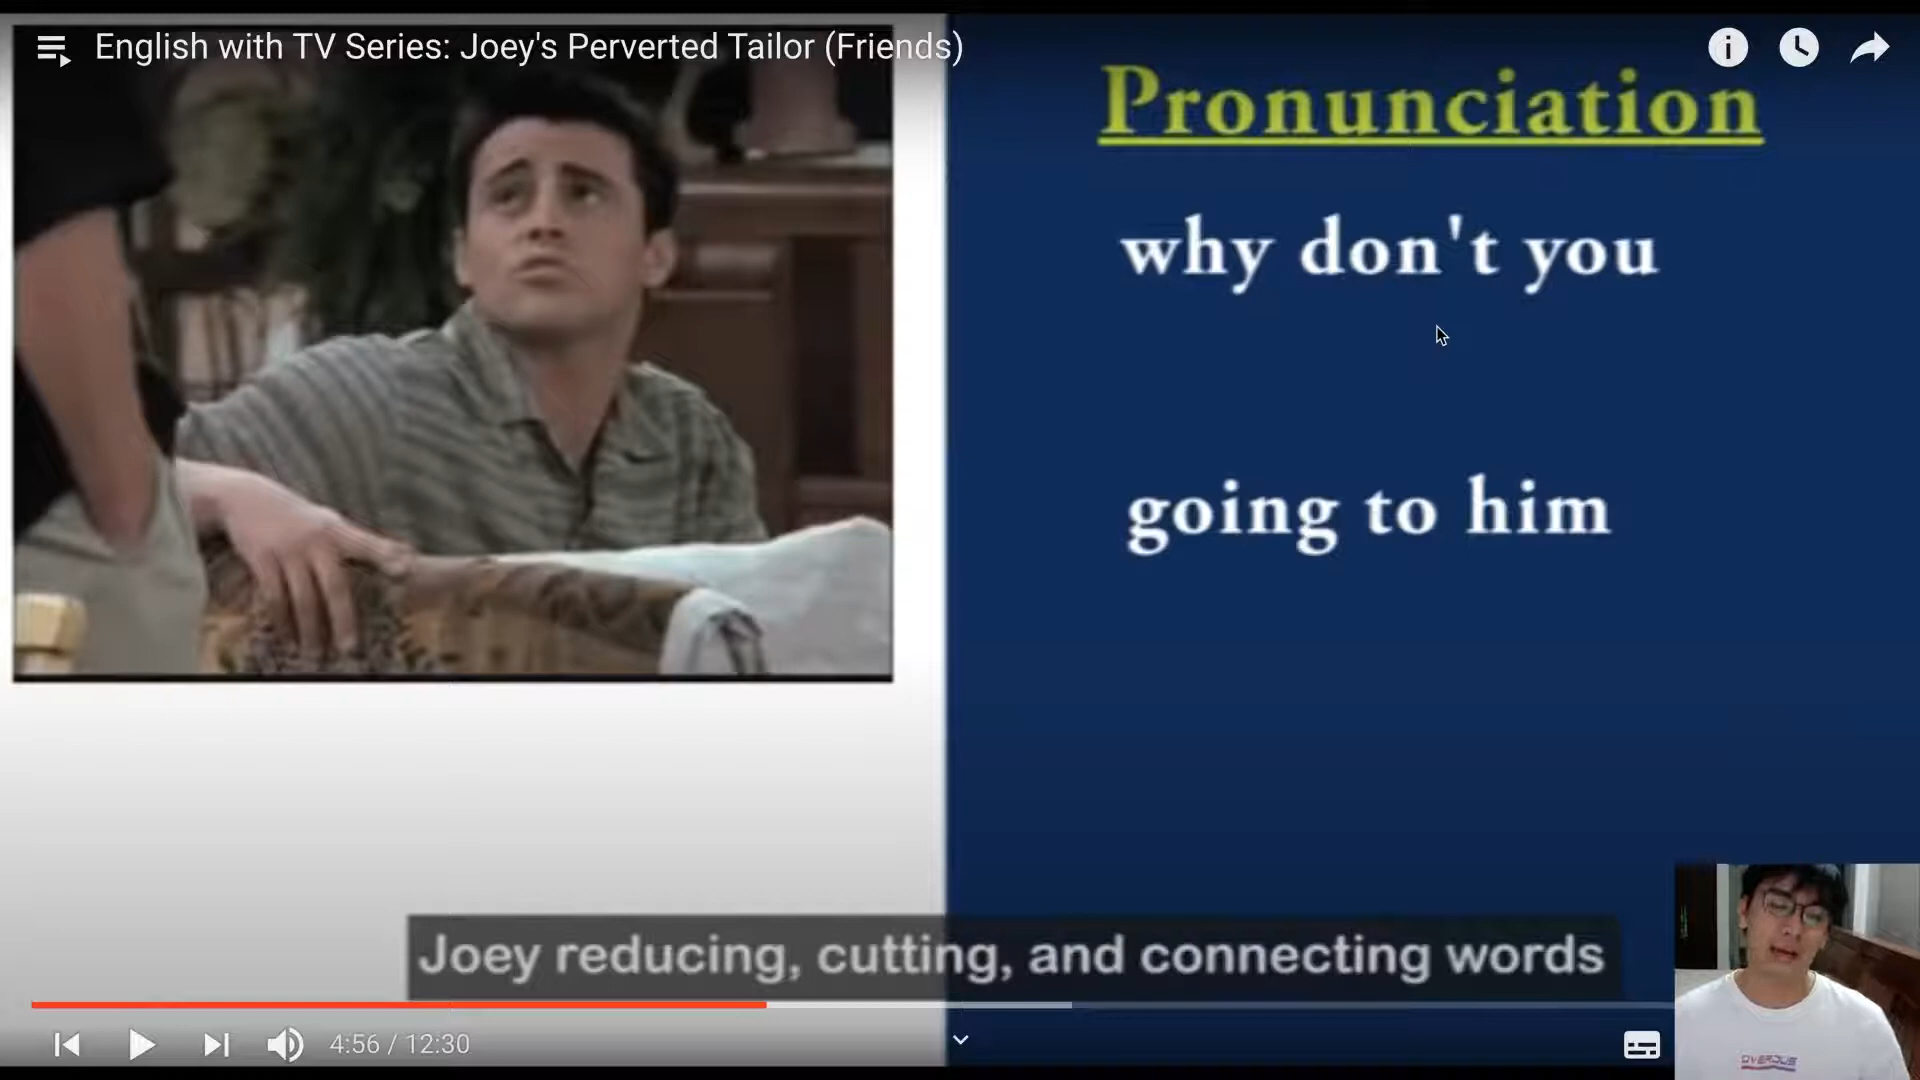 English with TV Series: Joey's Perverted Tailor (Friends)
Pronunciation
why don't you
going to him
Joey reducing, cutting, and connecting words
4:56 / 12:30
OVERDUE